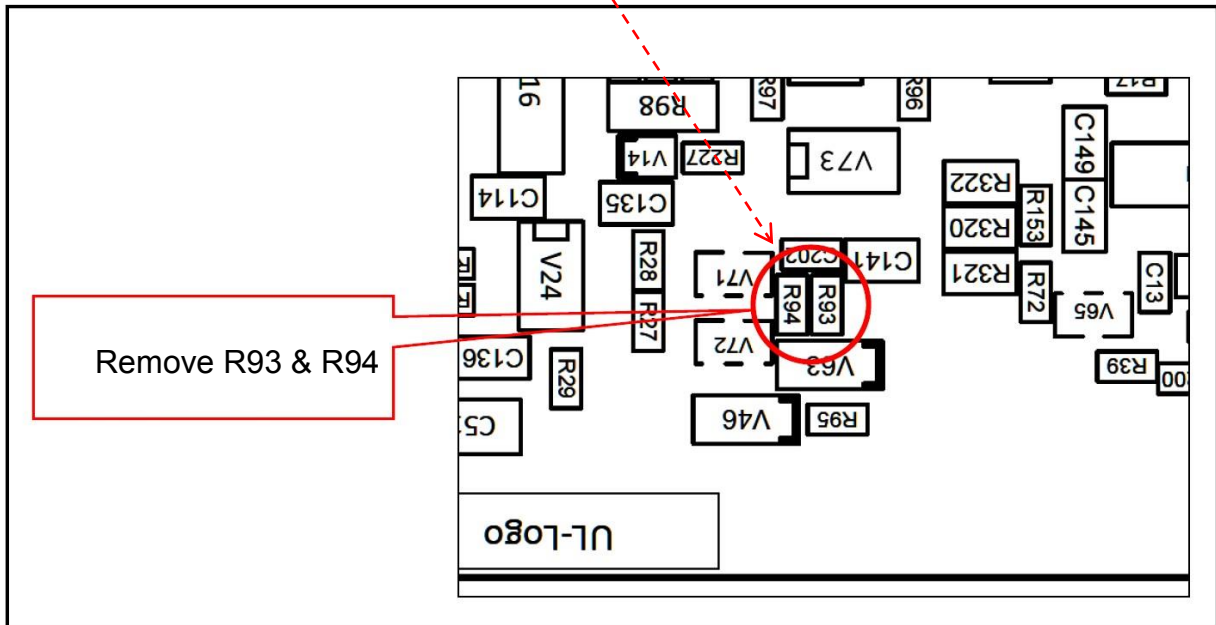 R98
R97
R96
R17
V14
R227
V73
C149
C114
C135
R322
R320
R321
R153
C145
V24
R28
R27
V71
V72
C202
C141
R94
R93
R72
C13
V65
Remove R93 & R94
C136
R29
V63
R39
V46
R95
UL-Logo